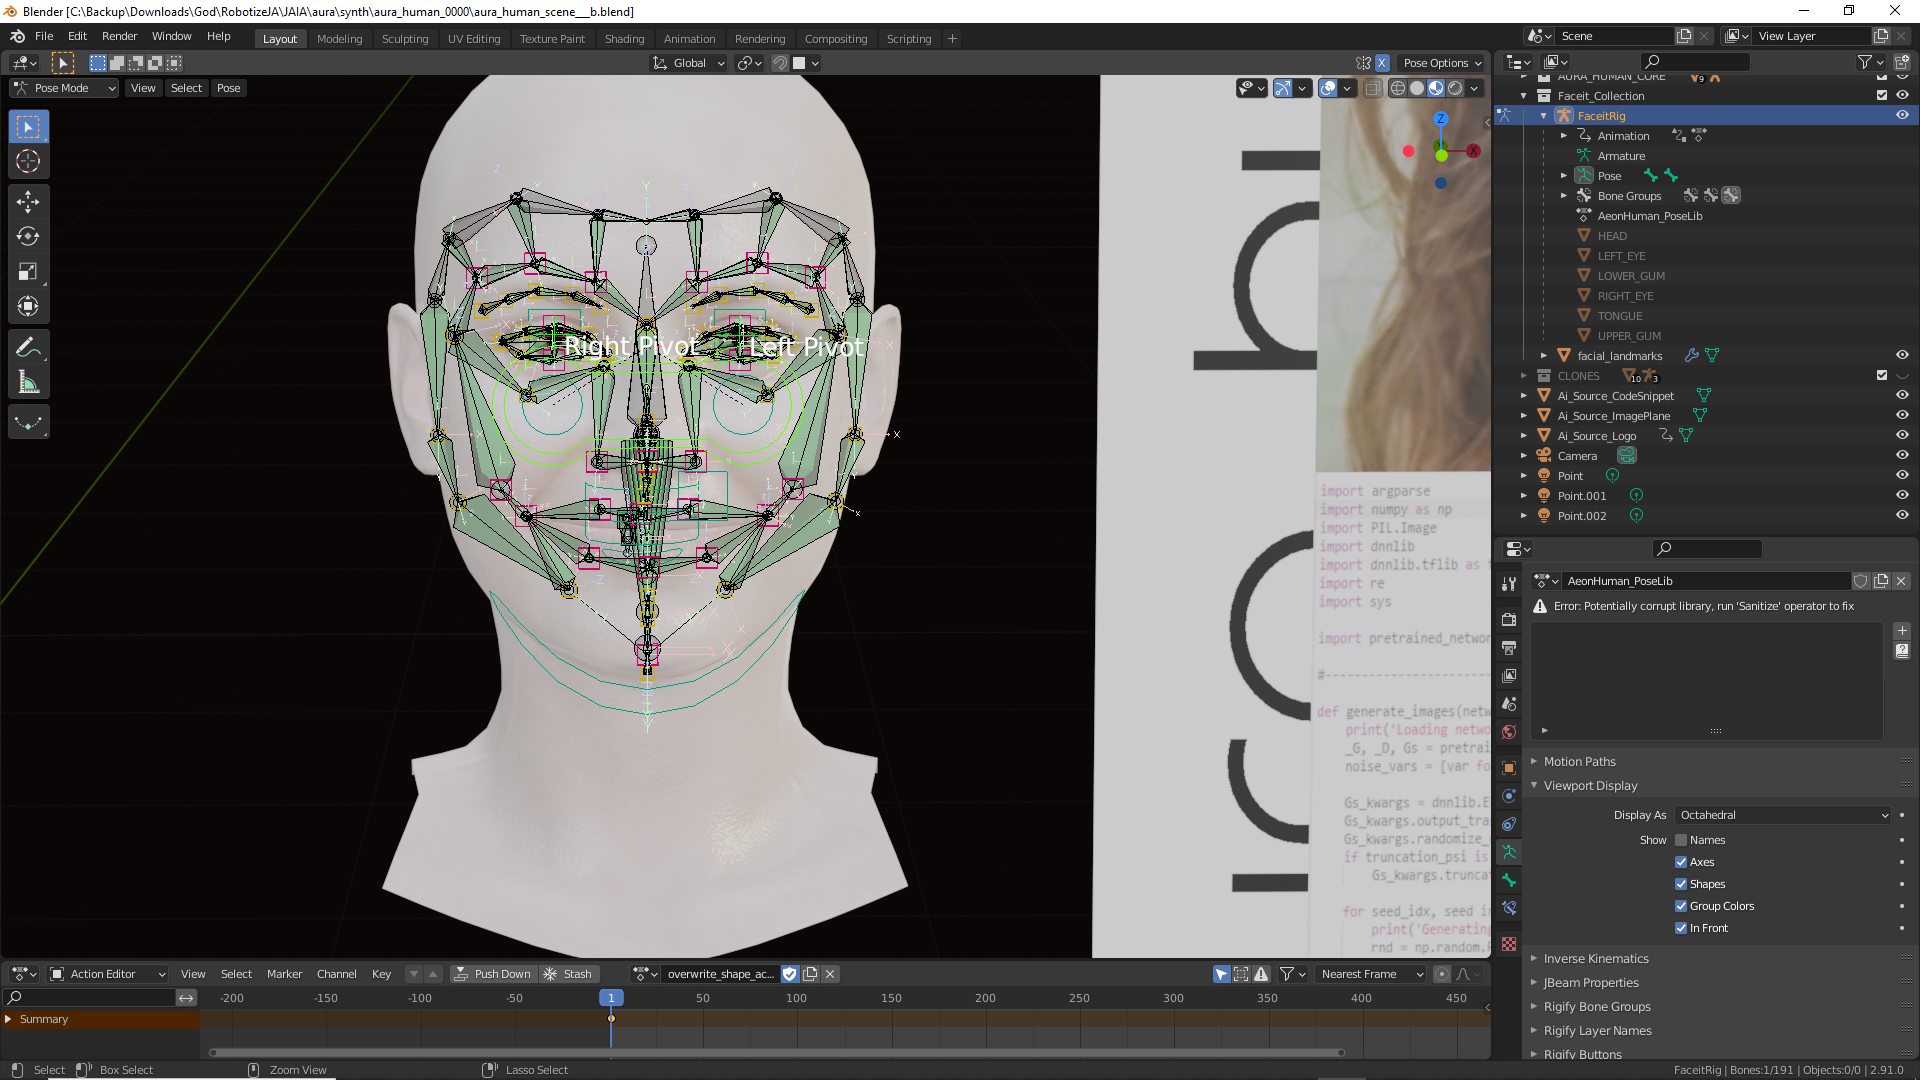 Blender [C:\Backup\Downloads\God\RobotizeJA\JAIA\aura\synth\aura_human_0000\aura_human_scene__b.blend]
File Edit Render Window Help
Layout Modeling Sculpting UV Editing Texture Paint Shading Animation Rendering Compositing Scripting
Scene
View Layer
Global
X
Pose Options
Pose Mode View Select Pose
AURA_HUMAN_CORE
9
Faceit_Collection
FaceitRig
Animation
Armature
Pose
Bone Groups
AeonHuman_PoseLib
HEAD
LEFT_EYE
LOWER_GUM
RIGHT_EYE
TONGUE
UPPER_GUM
facial_landmarks
CLONES
10
3
Ai_Source_CodeSnippet
Ai_Source_ImagePlane
Ai_Source_Logo
Camera
Point
Point.001
Point.002
Z
X
Right Pivot
Left Pivot
import argparse
import numpy as np
import PIL.Image
import dnnlib
import dnnlib.tflib as
import re
import sys
import pretrained_networ
#--------------------
def generate_images(netw
print('Loading netwo
_G, _D, Gs = pretrai
noise_vars = [var fo
Gs_kwargs = dnnlib.E
Gs_kwargs.output_tra
Gs_kwargs.randomize_
if truncation_psi is
Gs_kwargs.truncat
for seed_idx, seed i
print('Generating
rnd = np.random.R
AeonHuman_PoseLib
Error: Potentially corrupt library, run 'Sanitize' operator to fix
Motion Paths
Viewport Display
Display As Octahedral
Show Names
Axes
Shapes
Group Colors
In Front
Inverse Kinematics
JBeam Properties
Rigify Bone Groups
Rigify Layer Names
Rigify Buttons
Action Editor View Select Marker Channel Key Push Down Stash overwrite_shape_ac... Nearest Frame
-200 -150 -100 -50 1 50 100 150 200 250 300 350 400 450
Summary
Select Box Select Zoom View Lasso Select
FaceitRig | Bones:1/191 | Objects:0/0 | 2.91.0